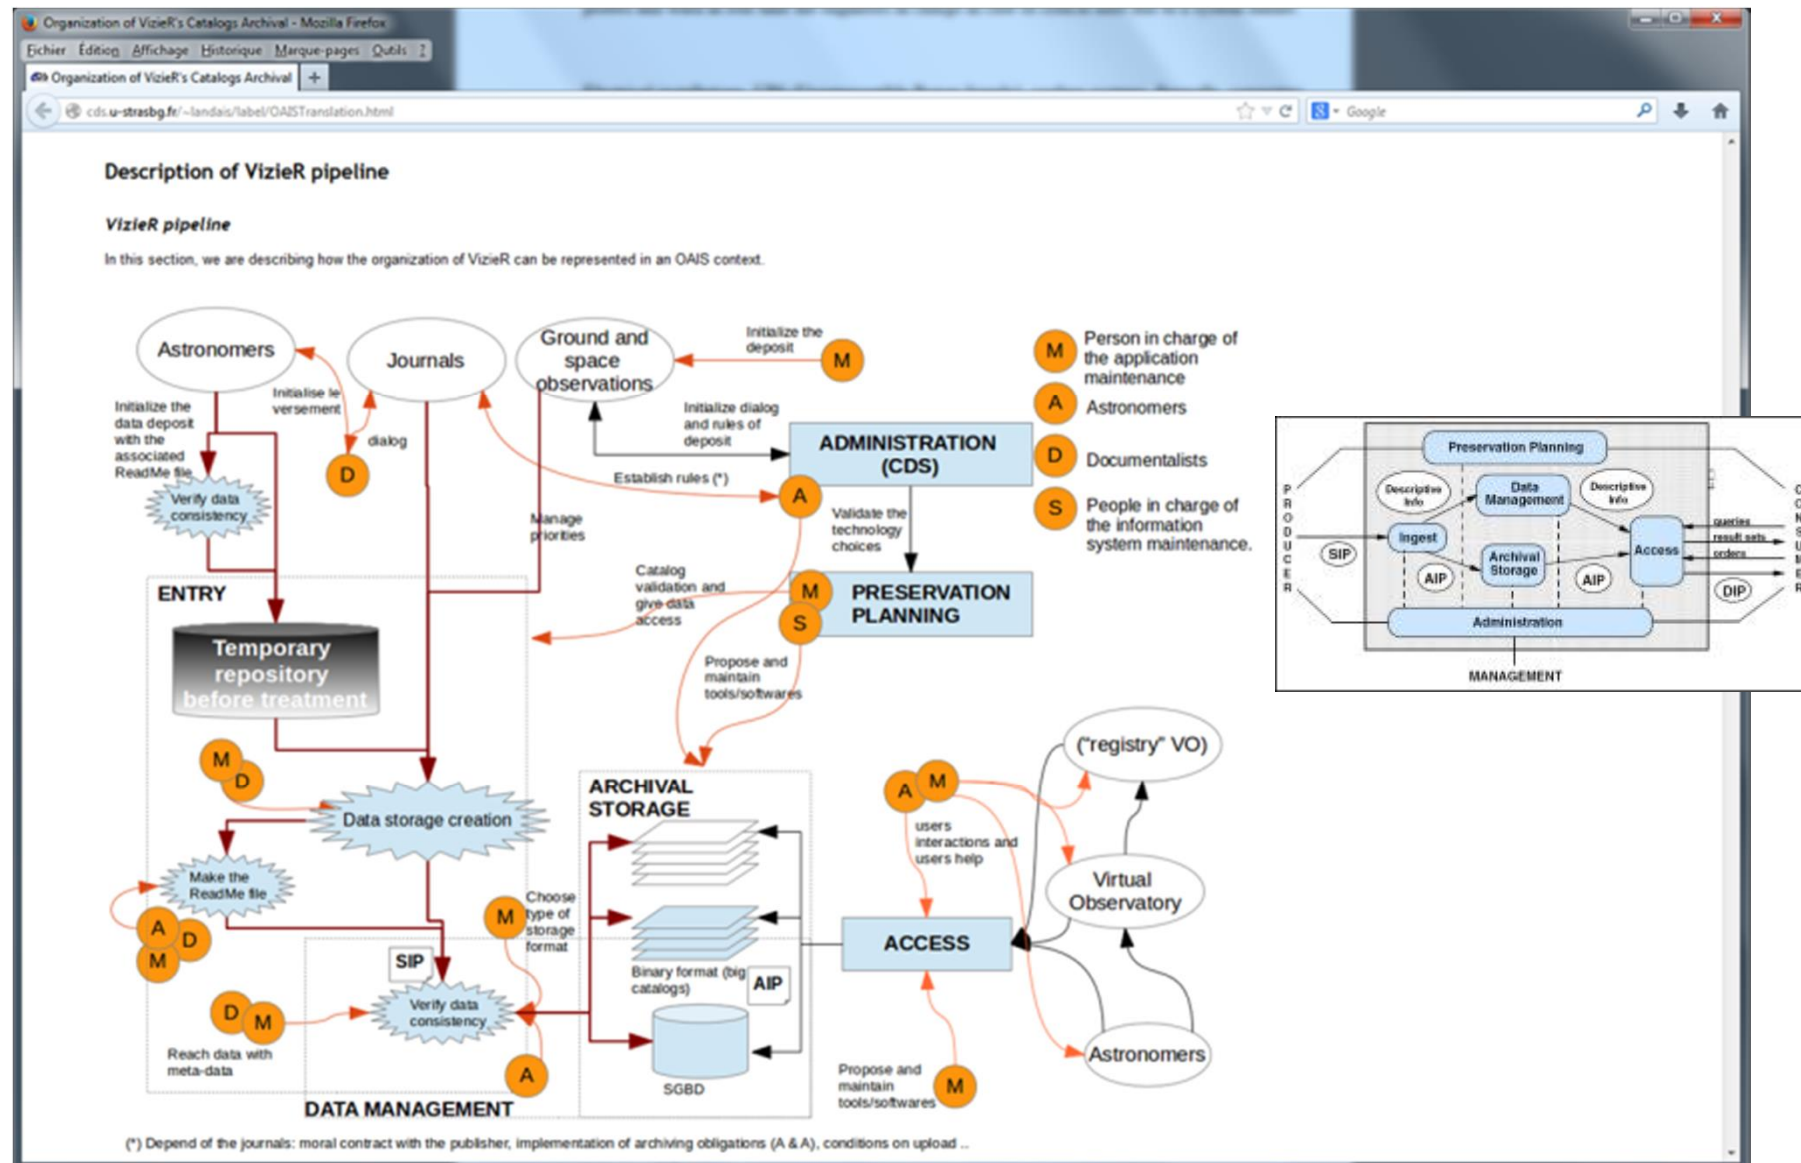 Organization of VizieR's Catalogs Archival - Mozilla Firefox
Fichier Édition Affichage Historique Marque-pages Outils ?
Organization of VizieR's Catalogs Archival
cds.u-strasbg.fr/~landais/label/OAISTranslation.html
Google
Description of VizieR pipeline
VizieR pipeline
In this section, we are describing how the organization of VizieR can be represented in an OAIS context.
Astronomers
Journals
Ground and
space
observations
Initialize the
deposit
M
M
Person in charge of
the application
maintenance
A
Astronomers
D
Documentalists
S
People in charge of
the information
system maintenance.
Initialize the
data deposit
with the
associated
ReadMe file
Initialise le
versement
dialog
D
Initialize dialog
and rules of
deposit
ADMINISTRATION
(CDS)
Establish rules (*)
A
Verify data
consistency
Manage
priorities
Validate the
technology
choices
Catalog
validation and
give data
access
M
S
PRESERVATION
PLANNING
ENTRY
Temporary
repository
before treatment
Propose and
maintain
tools/softwares
M
D
Data storage creation
Make the
ReadMe file
A
D
M
ARCHIVAL
STORAGE
M
Choose
type of
storage
format
SIP
Binary format (big
catalogs)
AIP
Verify data
consistency
D
M
Reach data with
meta-data
A
SGBD
DATA MANAGEMENT
("registry" VO)
A
M
users
interactions and
users help
Virtual
Observatory
ACCESS
Astronomers
Propose and
maintain
tools/softwares
M
(*) Depend of the journals: moral contract with the publisher, implementation of archiving obligations (A & A), conditions on upload ..
Preservation Planning
PRODUCER
Descriptive
Info
Data
Management
Descriptive
Info
Ingest
SIP
AIP
Archival
Storage
AIP
Access
queries
result sets
orders
DIP
Administration
MANAGEMENT